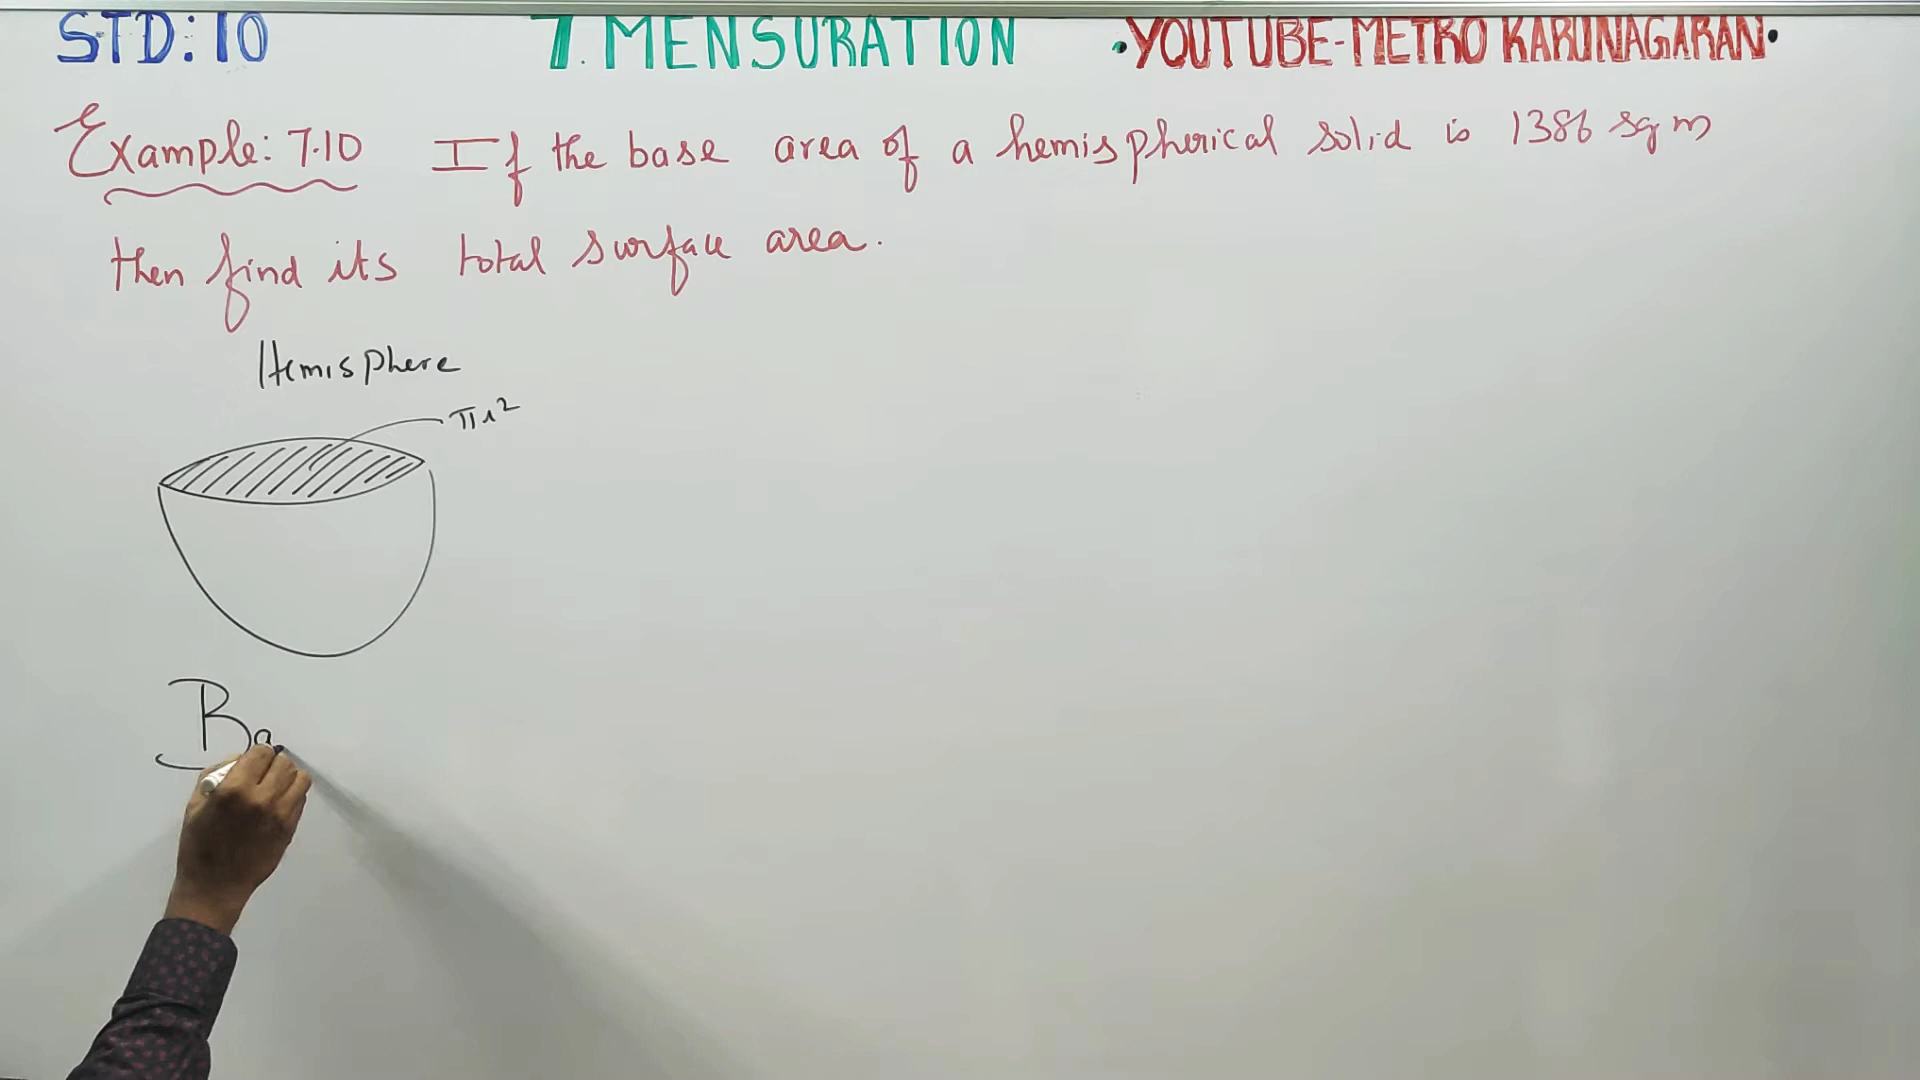 STD: 10 7. MENSURATION •YOUTUBE-METRO KARUNAGARAN•
Example: 7.10 If the base area of a hemispherical solid is 1386 sq m
then find its total surface area.
Hemisphere
πr²
Ba